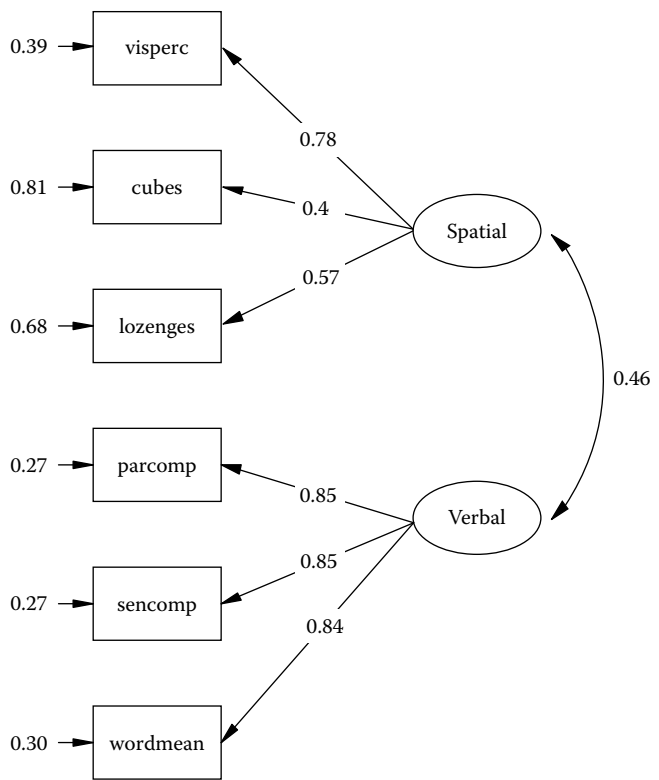 0.39
visperc
0.78
0.81
cubes
0.4
Spatial
0.57
0.68
lozenges
0.46
0.27
parcomp
0.85
Verbal
0.85
0.27
sencomp
0.84
0.30
wordmean